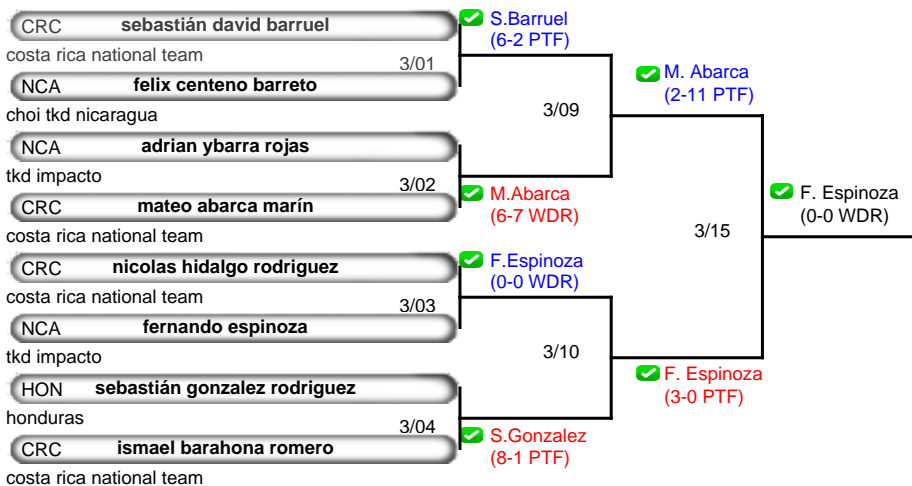 CRC sebastián david barruel
costa rica national team
3/01
NCA felix centeno barreto
choi tkd nicaragua
NCA adrian ybarra rojas
tkd impacto
3/02
CRC mateo abarca marín
costa rica national team
CRC nicolas hidalgo rodriguez
costa rica national team
3/03
NCA fernando espinoza
tkd impacto
HON sebastián gonzalez rodriguez
honduras
3/04
CRC ismael barahona romero
costa rica national team
S.Barruel
(6-2 PTF)
3/09
M.Abarca
(6-7 WDR)
F.Espinoza
(0-0 WDR)
3/10
S.Gonzalez
(8-1 PTF)
M. Abarca
(2-11 PTF)
3/15
F. Espinoza
(3-0 PTF)
F. Espinoza
(0-0 WDR)